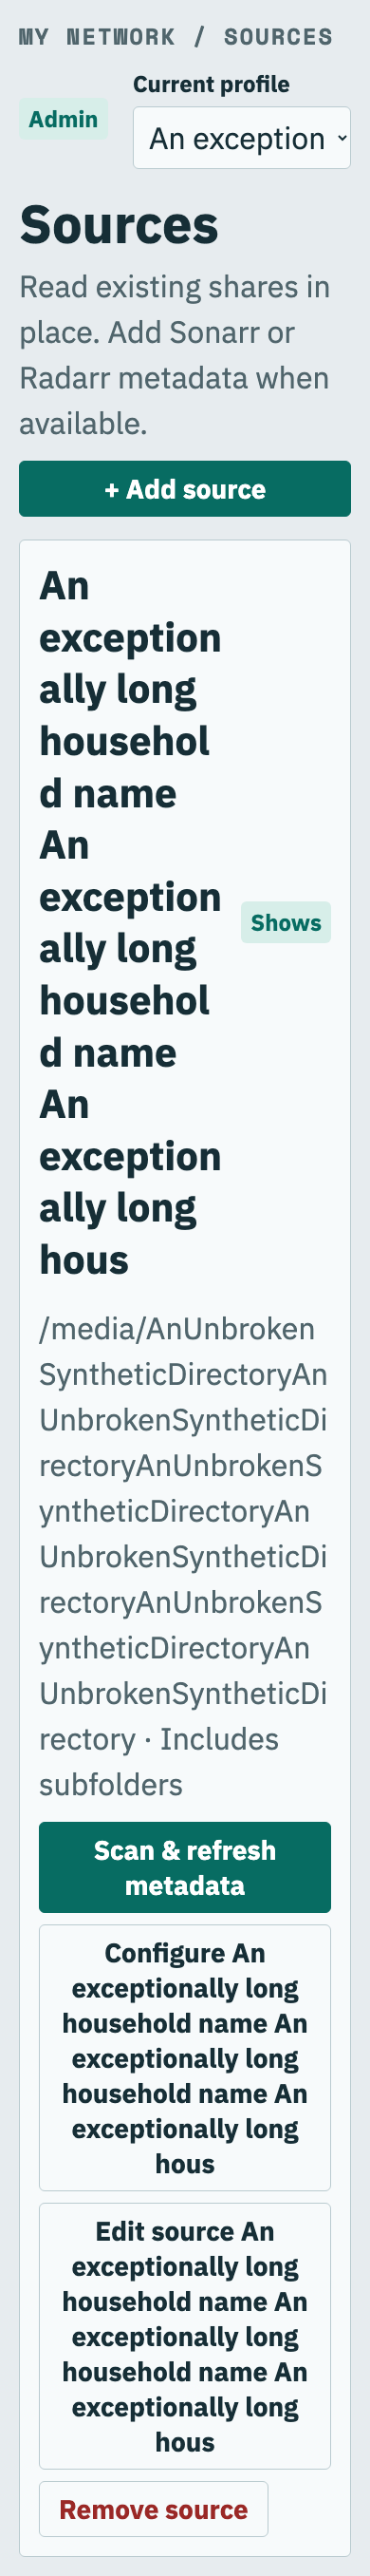 MY NETWORK / SOURCES
Current profile
Admin
An exception
Sources
Read existing shares in
place. Add Sonarr or
Radarr metadata when
available.
+ Add source
An
exception
ally long
househol
d name
An
exception
ally long
househol
d name
An
exception
ally long
hous
Shows
/media/AnUnbroken
SyntheticDirectoryAn
UnbrokenSyntheticDi
rectoryAnUnbrokenS
yntheticDirectoryAn
UnbrokenSyntheticDi
rectoryAnUnbrokenS
yntheticDirectoryAn
UnbrokenSyntheticDi
rectory · Includes
subfolders
Scan & refresh
metadata
Configure An
exceptionally long
household name An
exceptionally long
household name An
exceptionally long
hous
Edit source An
exceptionally long
household name An
exceptionally long
household name An
exceptionally long
hous
Remove source